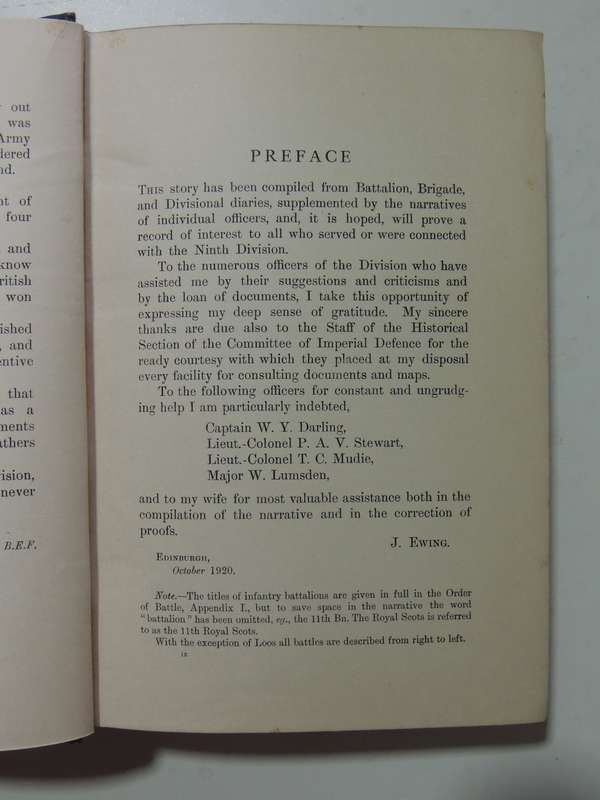 out
was
Army
dered
nd.
nt of
four
and
know
ritish
won
ished
, and
entive
that
as a
ments
athers
vision,
never
B.E.F.
PREFACE
THIS story has been compiled from Battalion, Brigade,
and Divisional diaries, supplemented by the narratives
of individual officers, and, it is hoped, will prove a
record of interest to all who served or were connected
with the Ninth Division.
To the numerous officers of the Division who have
assisted me by their suggestions and criticisms and
by the loan of documents, I take this opportunity of
expressing my deep sense of gratitude. My sincere
thanks are due also to the Staff of the Historical
Section of the Committee of Imperial Defence for the
ready courtesy with which they placed at my disposal
every facility for consulting documents and maps.
To the following officers for constant and ungrudg-
ing help I am particularly indebted,
Captain W. Y. Darling,
Lieut.-Colonel P. A. V. Stewart,
Lieut.-Colonel T. C. Mudie,
Major W. Lumsden,
and to my wife for most valuable assistance both in the
compilation of the narrative and in the correction of
proofs.
J. EWING.
EDINBURGH,
October 1920.
Note.—The titles of infantry battalions are given in full in the Order
of Battle, Appendix I., but to save space in the narrative the word
"battalion" has been omitted, eg., the 11th Bn. The Royal Scots is referred
to as the 11th Royal Scots.
With the exception of Loos all battles are described from right to left.
ix